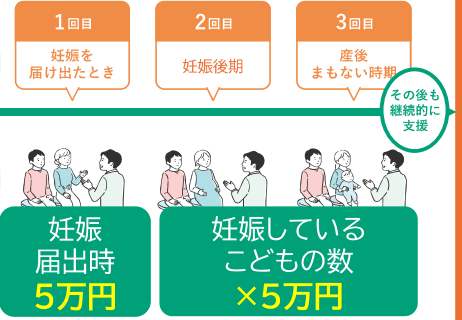 1回目
妊娠を
届け出たとき
2回目
妊娠後期
3回目
産後
まもない時期
その後も
継続的に
支援
妊娠
届出時
5万円
妊娠している
こどもの数
×5万円